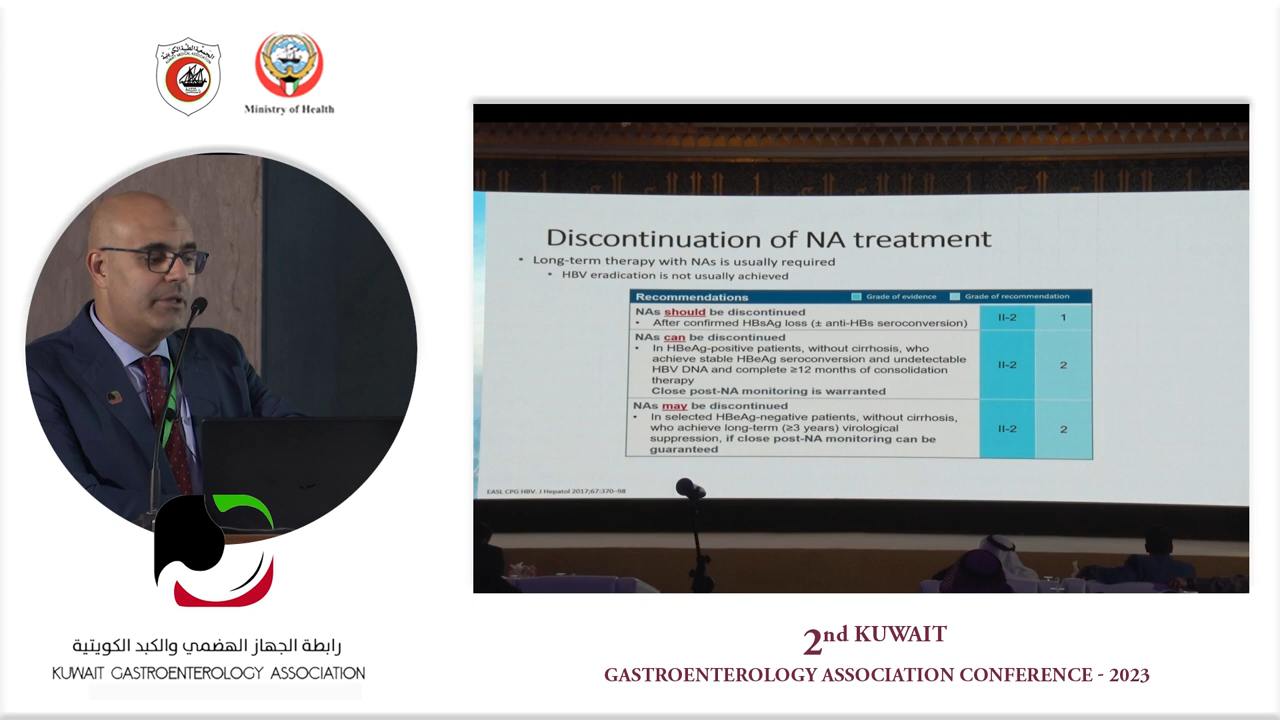 Ministry of Health
Discontinuation of NA treatment
• Long-term therapy with NAs is usually required
• HBV eradication is not usually achieved
Recommendations Grade of evidence Grade of recommendation
NAs should be discontinued
• After confirmed HBsAg loss (± anti-HBs seroconversion) II-2 1
NAs can be discontinued
• In HBeAg-positive patients, without cirrhosis, who
achieve stable HBeAg seroconversion and undetectable
HBV DNA and complete ≥12 months of consolidation II-2 2
therapy
Close post-NA monitoring is warranted
NAs may be discontinued
• In selected HBeAg-negative patients, without cirrhosis,
who achieve long-term (≥3 years) virological II-2 2
suppression, if close post-NA monitoring can be
guaranteed
EASL CPG HBV. J Hepatol 2017;67:370–98
رابطة الجهاز الهضمي والكبد الكويتية
KUWAIT GASTROENTEROLOGY ASSOCIATION
2nd KUWAIT
GASTROENTEROLOGY ASSOCIATION CONFERENCE - 2023